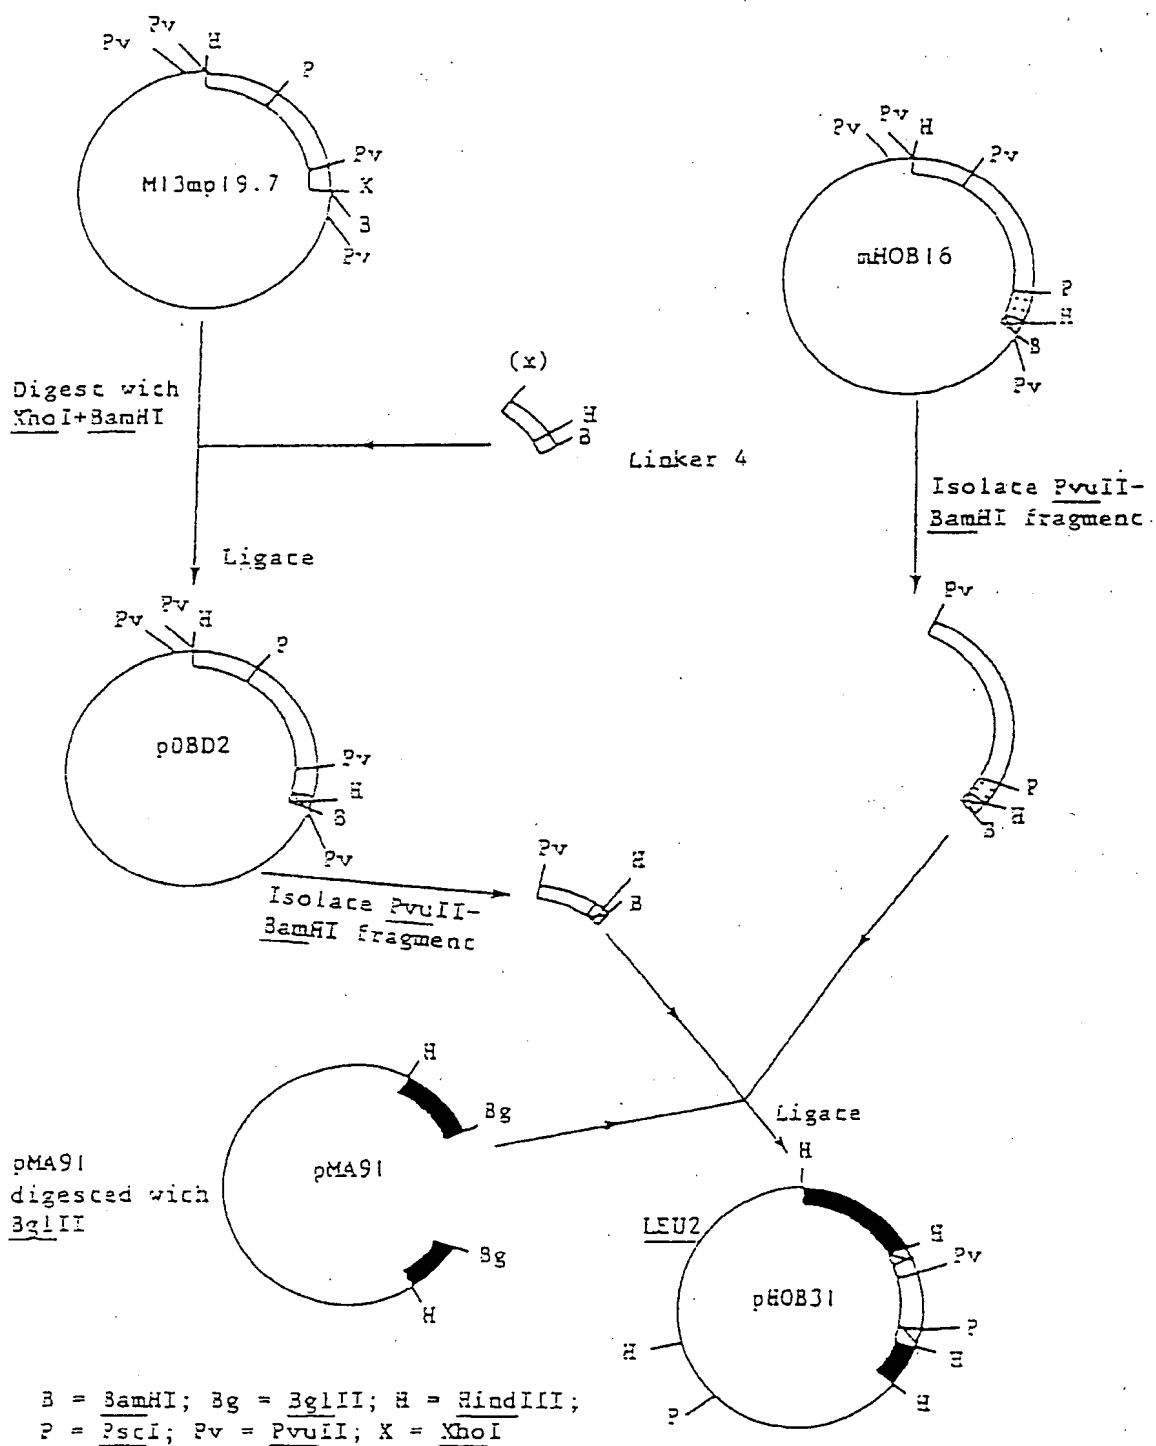 Pv
Pv
H
P
Pv
X
B
Pv
M13mp19.7
Pv
Pv
H
Pv
P
H
B
Pv
mHOB16
Digest with
XhoI+BamHI
(x)
H
B
Linker 4
Isolate PvuII-
BamHI fragment
Ligate
Pv
Pv
H
P
Pv
H
B
Pv
pOBD2
Pv
P
H
B
Isolate PvuII-
BamHI fragment
Pv
H
B
H
Bg
Bg
H
pMA91
pMA91
digested with
BglII
Ligate
H
LEU2
H
Pv
P
H
H
P
H
pHOB31
B = BamHI; Bg = BglII; H = HindIII;
P = PstI; Pv = PvuII; X = XhoI